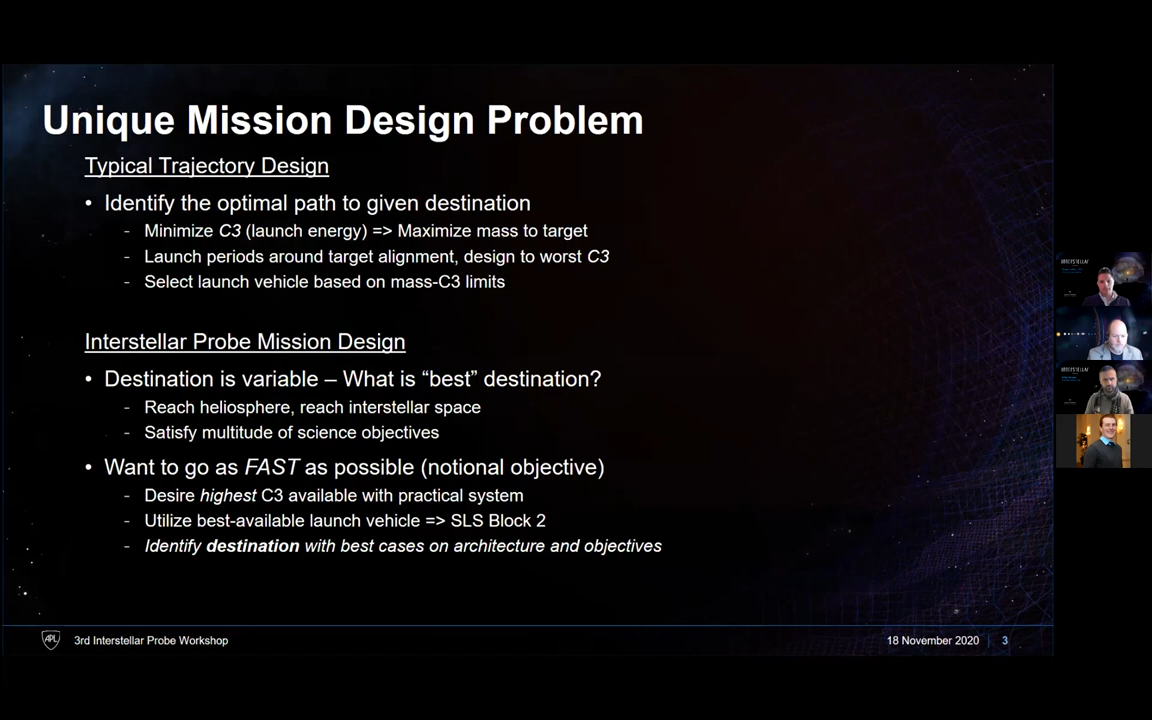 Unique Mission Design Problem
Typical Trajectory Design
• Identify the optimal path to given destination
- Minimize C3 (launch energy) => Maximize mass to target
- Launch periods around target alignment, design to worst C3
- Select launch vehicle based on mass-C3 limits
Interstellar Probe Mission Design
• Destination is variable – What is “best” destination?
- Reach heliosphere, reach interstellar space
- Satisfy multitude of science objectives
• Want to go as FAST as possible (notional objective)
- Desire highest C3 available with practical system
- Utilize best-available launch vehicle => SLS Block 2
- Identify destination with best cases on architecture and objectives
APL
3rd Interstellar Probe Workshop
18 November 2020 | 3
INTERSTELLAR
INTERSTELLAR